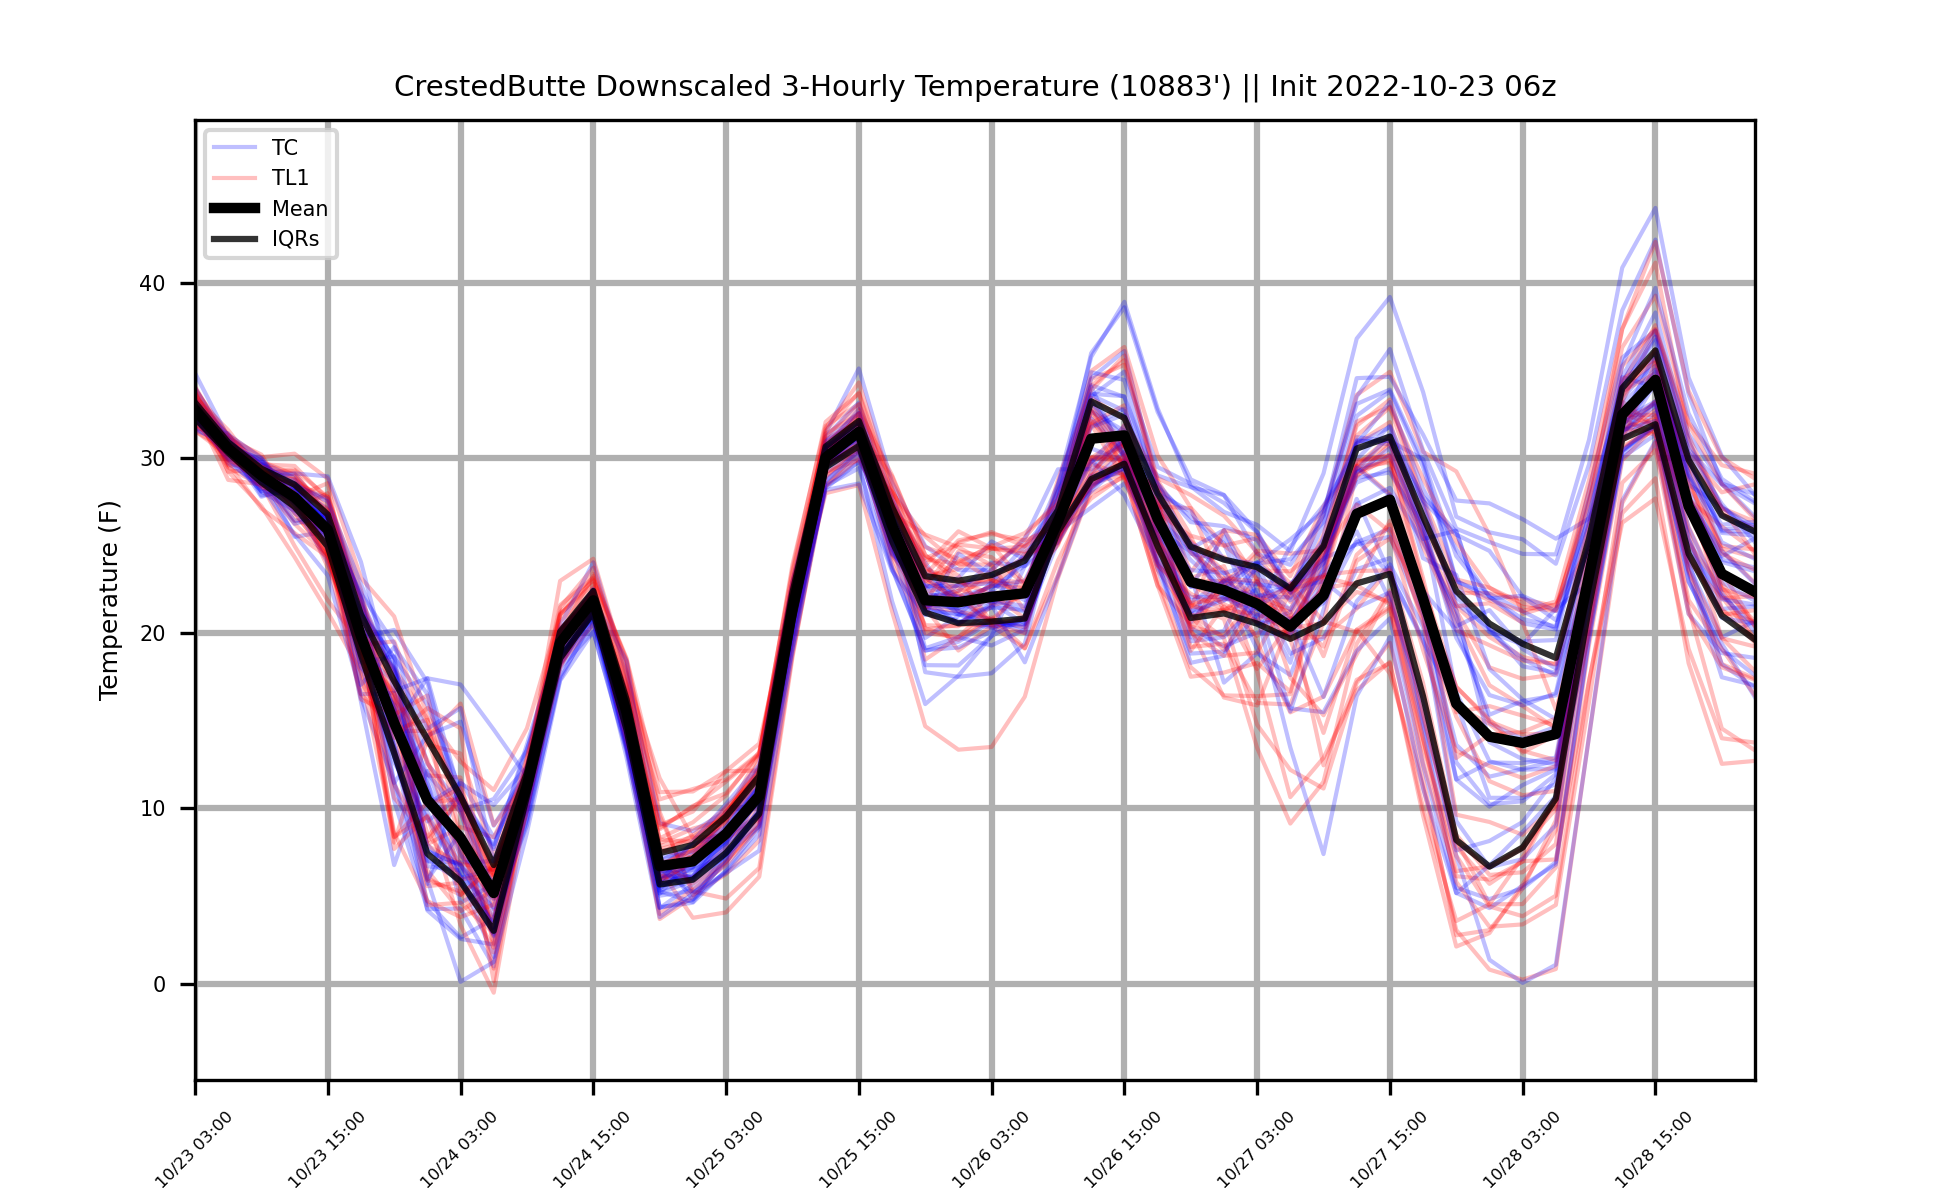 CrestedButte Downscaled 3-Hourly Temperature (10883') || Init 2022-10-23 06z
TC
TL1
Mean
IQRs
Temperature (F)
40
30
20
10
0
10/23 03:00
10/23 15:00
10/24 03:00
10/24 15:00
10/25 03:00
10/25 15:00
10/26 03:00
10/26 15:00
10/27 03:00
10/27 15:00
10/28 03:00
10/28 15:00